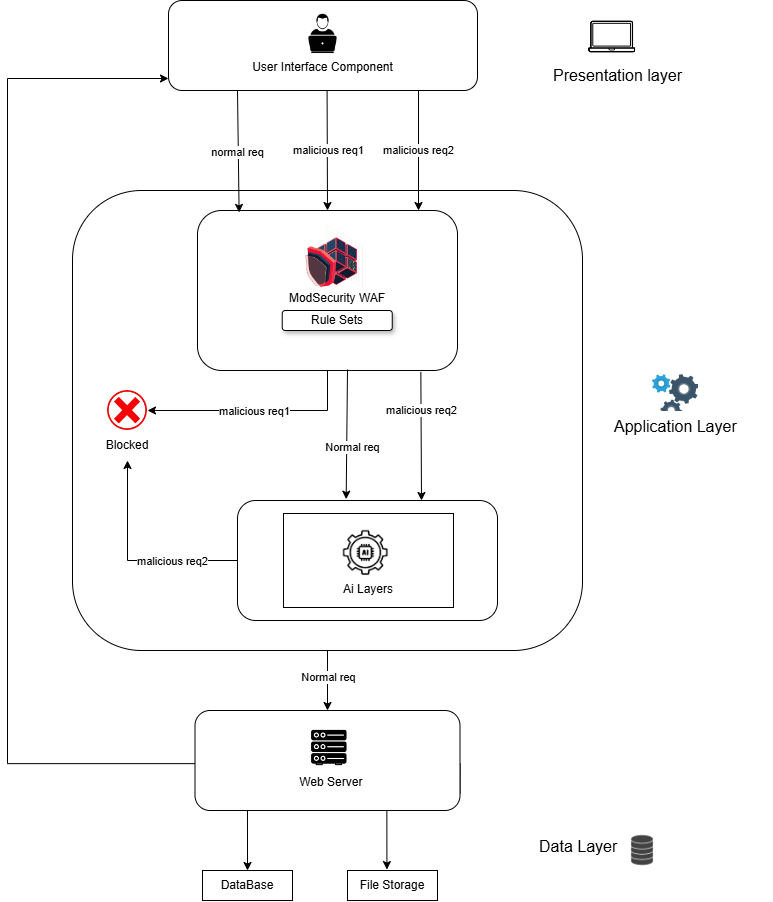 User Interface Component
Presentation layer
normal req
malicious req1
malicious req2
ModSecurity WAF
Rule Sets
malicious req1
malicious req2
Application Layer
Blocked
Normal req
AI
malicious req2
Ai Layers
Normal req
Web Server
Data Layer
DataBase
File Storage